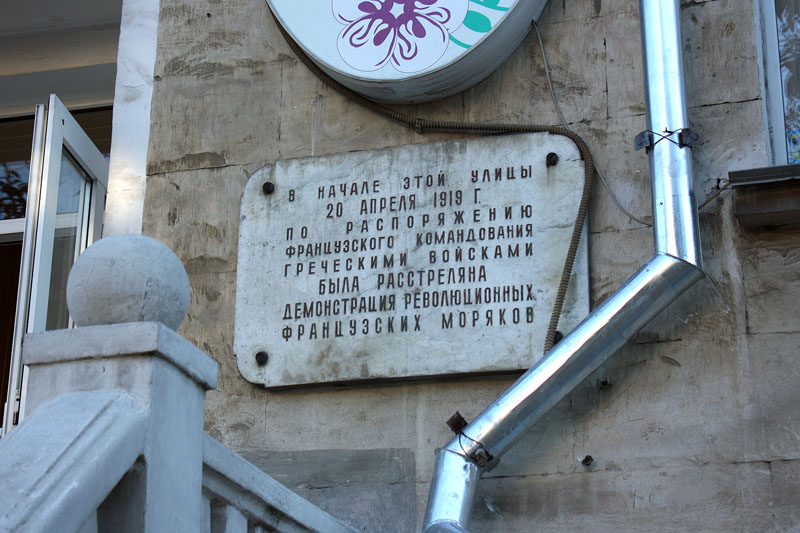 В НАЧАЛЕ ЭТОЙ УЛИЦЫ
20 АПРЕЛЯ 1919 Г.
ПО РАСПОРЯЖЕНИЮ
ФРАНЦУЗСКОГО КОМАНДОВАНИЯ
ГРЕЧЕСКИМИ ВОЙСКАМИ
БЫЛА РАССТРЕЛЯНА
ДЕМОНСТРАЦИЯ РЕВОЛЮЦИОННЫХ
ФРАНЦУЗСКИХ МОРЯКОВ